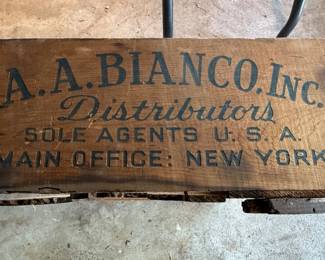 A.A.BIANCO.INC.
Distributors
SOLE AGENTS U.S.A.
MAIN OFFICE: NEW YORK